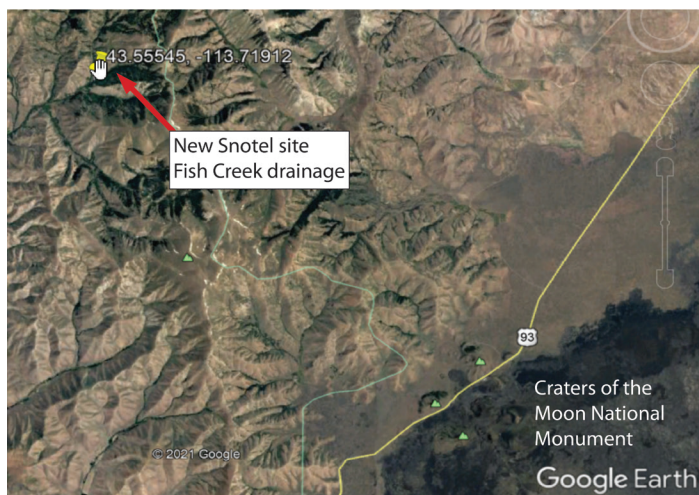 43.55545, -113.71912
New Snotel site
Fish Creek drainage
93
Craters of the
Moon National
Monument
© 2021 Google
Google Earth